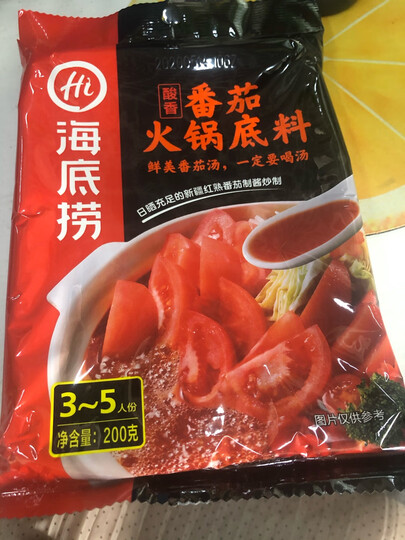 Hi
海底捞
酸香
番茄
火锅底料
鲜美番茄汤，一定要喝汤
日晒充足的新疆红熟番茄制酱炒制
3~5人份
净含量：200克
图片仅供参考